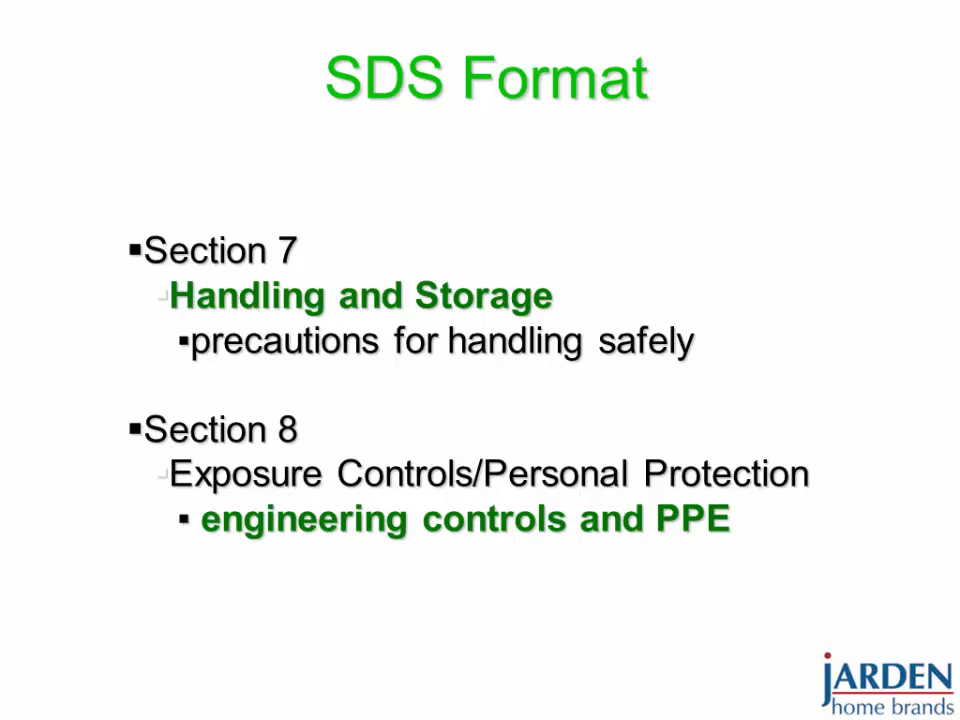 SDS Format
▪Section 7
▫Handling and Storage
▪precautions for handling safely
▪Section 8
▫Exposure Controls/Personal Protection
▪ engineering controls and PPE
jARDEN
home brands